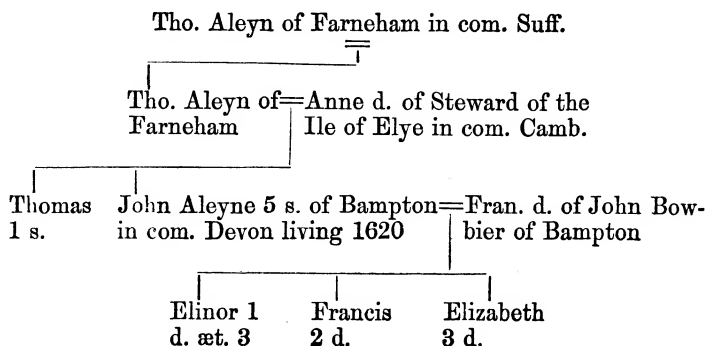 Tho. Aleyn of Farneham in com. Suff.
Tho. Aleyn of=Anne d. of Steward of the
Farneham Ile of Elye in com. Camb.
Thomas John Aleyne 5 s. of Bampton=Fran. d. of John Bow-
1 s. in com. Devon living 1620 bier of Bampton
Elinor 1 Francis Elizabeth
d. æt. 3 2 d. 3 d.